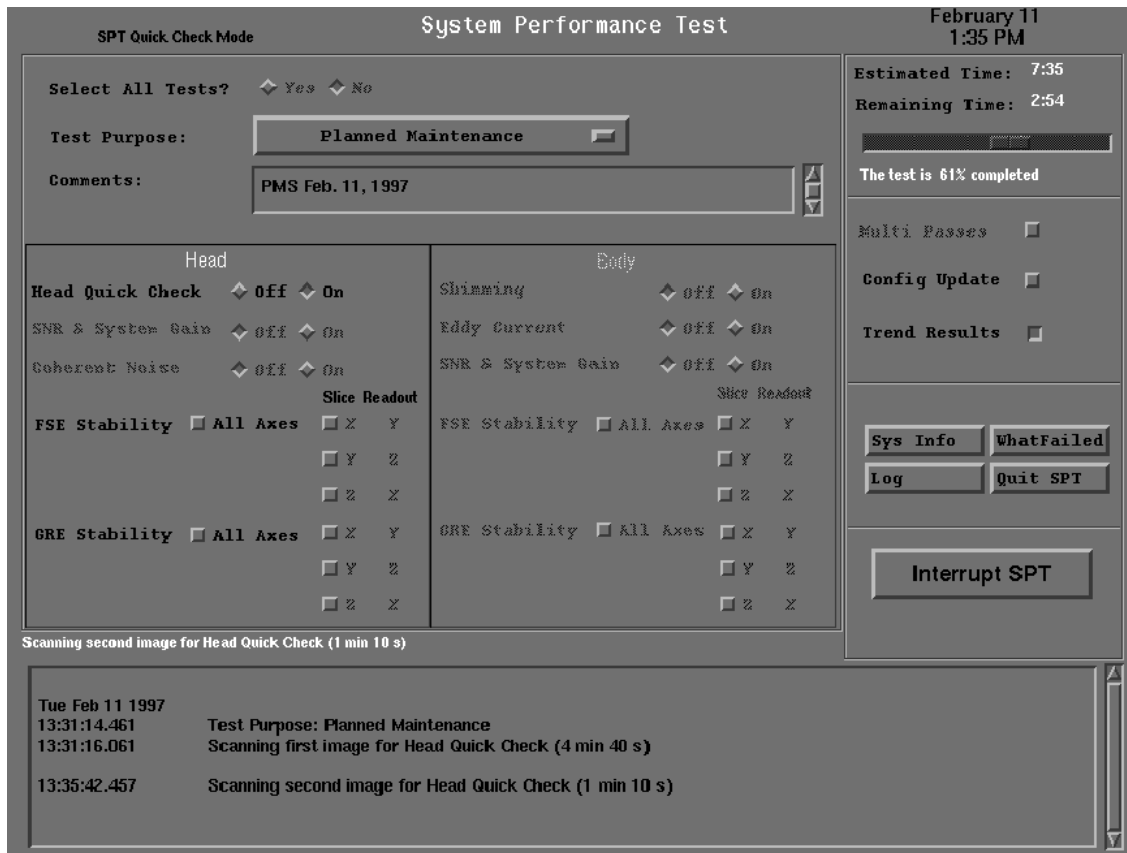 SPT Quick Check Mode
System Performance Test
February 11
1:35 PM
Select All Tests? Yes No
Test Purpose: Planned Maintenance
Comments: PMS Feb. 11, 1997
Estimated Time: 7:35
Remaining Time: 2:54
The test is 61% completed
Multi Passes
Config Update
Trend Results
Sys Info
WhatFailed
Log
Quit SPT
Interrupt SPT
Head
Head Quick Check Off On
SNR & System Gain Off On
Coherent Noise Off On
Slice Readout
FSE Stability All Axes X Y
Y Z
Z X
GRE Stability All Axes X Y
Y Z
Z X
Body
Shimming Off On
Eddy Current Off On
SNR & System Gain Off On
Slice Readout
FSE Stability All Axes X Y
Y Z
Z X
GRE Stability All Axes X Y
Y Z
Z X
Scanning second image for Head Quick Check (1 min 10 s)
Tue Feb 11 1997
13:31:14.461 Test Purpose: Planned Maintenance
13:31:16.061 Scanning first image for Head Quick Check (4 min 40 s)
13:35:42.457 Scanning second image for Head Quick Check (1 min 10 s)